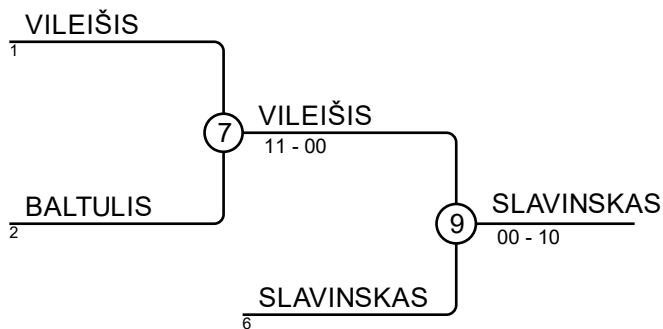 VILEIŠIS
1
7
VILEIŠIS
11 - 00
BALTULIS
2
9
SLAVINSKAS
00 - 10
SLAVINSKAS
6